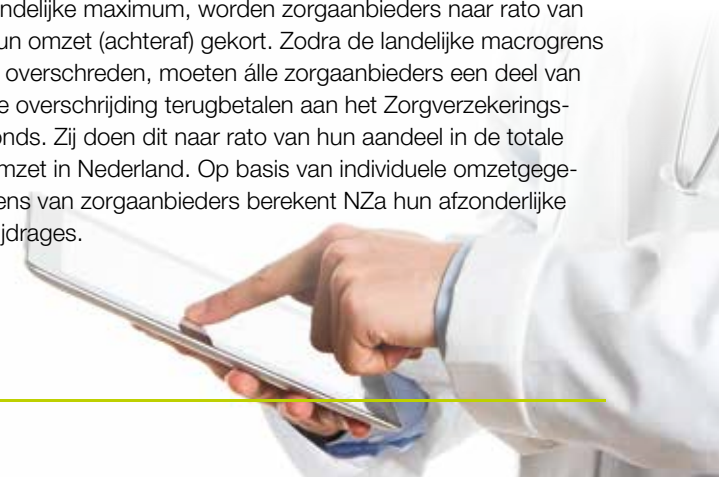 ndelijke maximum, worden zorgaanbieders naar rato van
un omzet (achteraf) gekort. Zodra de landelijke macrogrens
overschreden, moeten álle zorgaanbieders een deel van
e overschrijding terugbetalen aan het Zorgverzekerings-
onds. Zij doen dit naar rato van hun aandeel in de totale
mzet in Nederland. Op basis van individuele omzetgege-
ens van zorgaanbieders berekent NZa hun afzonderlijke
ijdrages.